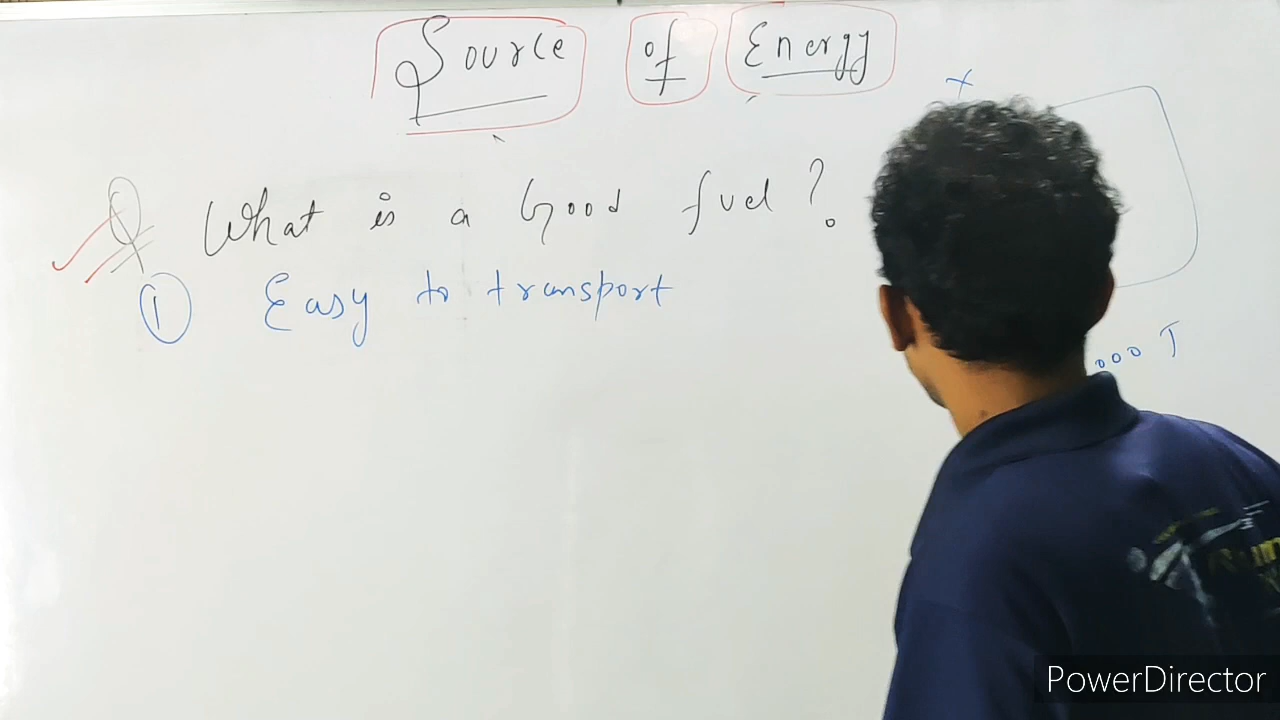 Source of Energy
Q What is a Good fuel ?
① Easy to transport
000 J
PowerDirector